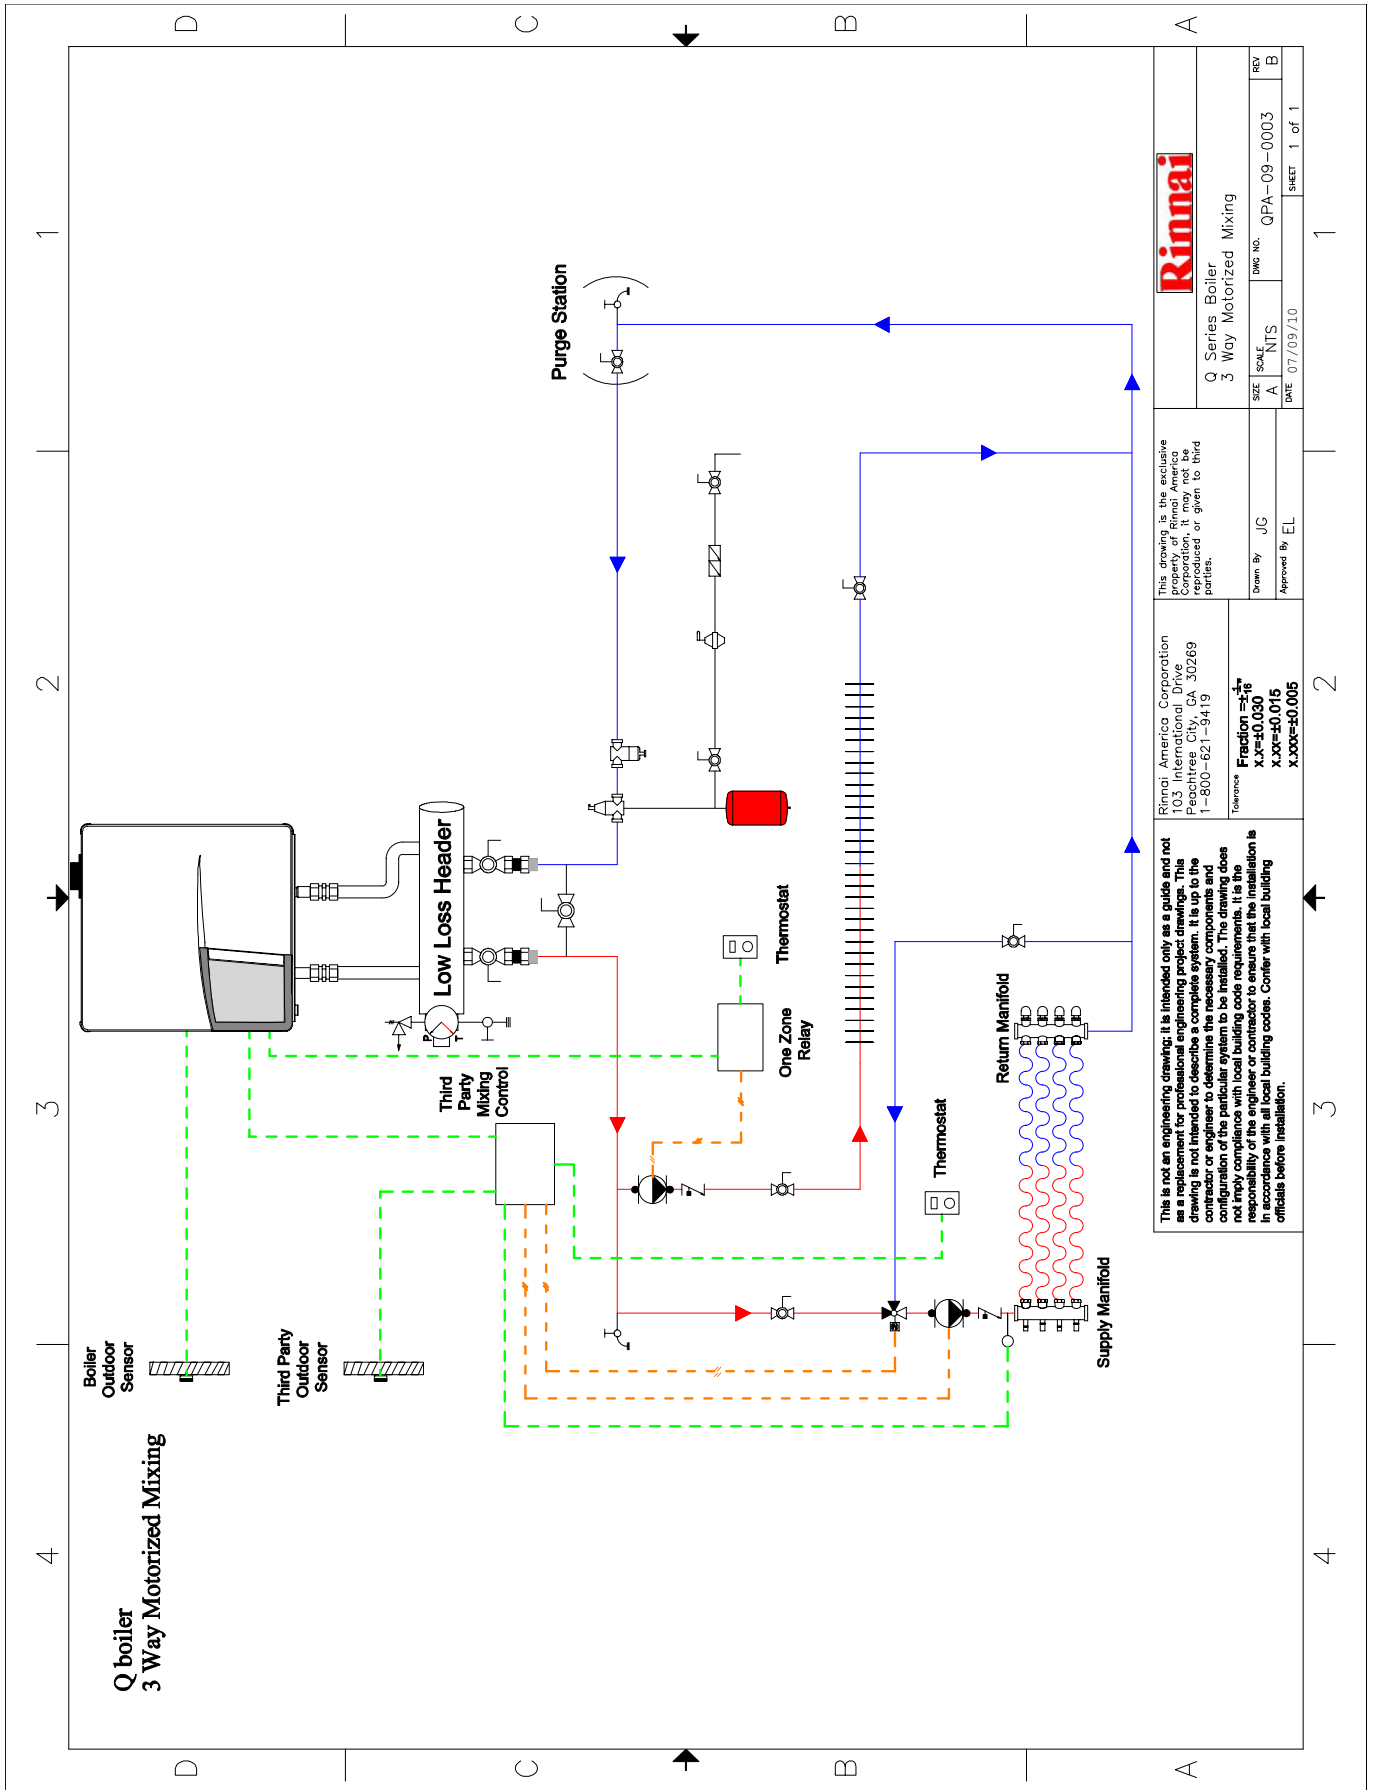 Q boiler
3 Way Motorized Mixing
4
3
2
1
D
D
C
C
B
B
A
A
4
3
2
1
Boiler
Outdoor
Sensor
Third Party
Outdoor
Sensor
Low Loss Header
P
T
Third
Party
Mixing
Control
Purge Station
One Zone
Relay
Thermostat
Thermostat
Supply Manifold
Return Manifold
This is not an engineering drawing; it is intended only as a guide and not
as a replacement for professional engineering project drawings. This
drawing is not intended to describe a complete system. It is up to the
contractor or engineer to determine the necessary components and
configuration of the particular system to be installed. The drawing does
not imply compliance with local building code requirements. It is the
responsibility of the engineer or contractor to ensure that the installation is
in accordance with all local building codes. Confer with local building
officials before installation.
Rinnai America Corporation
103 International Drive
Peachtree City, GA 30269
1-800-621-9419
Tolerance
Fraction =±1/16"
X.X=±0.030
X.XX=±0.015
X.XXX=±0.005
This drawing is the exclusive
property of Rinnai America
Corporation, it may not be
reproduced or given to third
parties.
Drawn By JG
Approved By EL
Rinnai
Q Series Boiler
3 Way Motorized Mixing
SIZE A
SCALE NTS
DWG NO. QPA-09-0003
REV B
DATE 07/09/10
SHEET 1 of 1